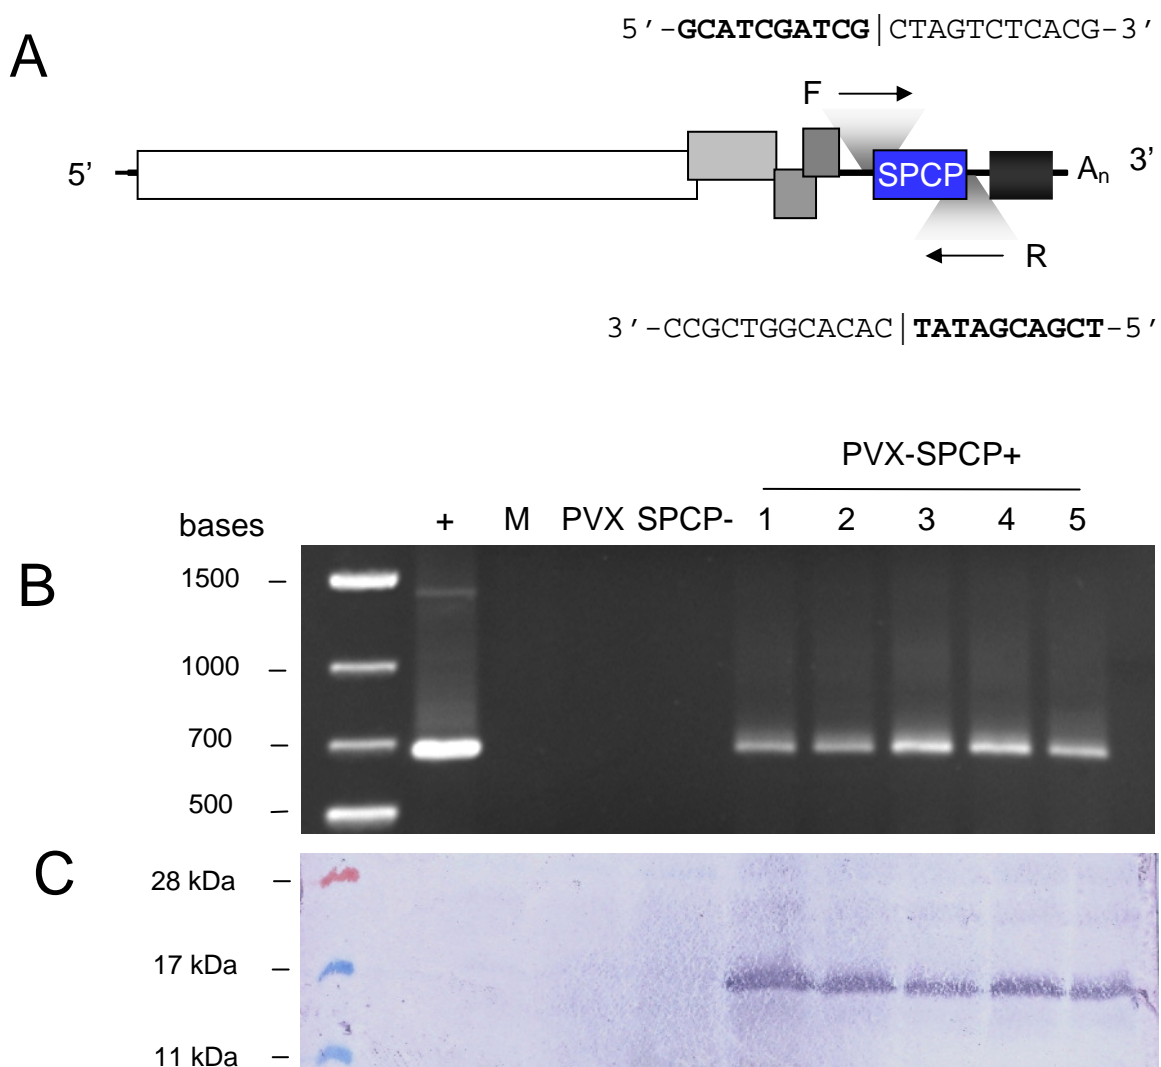 A
5’-GCATCGATCG|CTAGTCTCACG-3’
F
5’
SPCP
An
3’
R
3’-CCGCTGGCACAC|TATAGCAGCT-5’
PVX-SPCP+
bases + M PVX SPCP- 1 2 3 4 5
B
1500 –
1000 –
700 –
500 –
C
28 kDa –
17 kDa –
11 kDa –